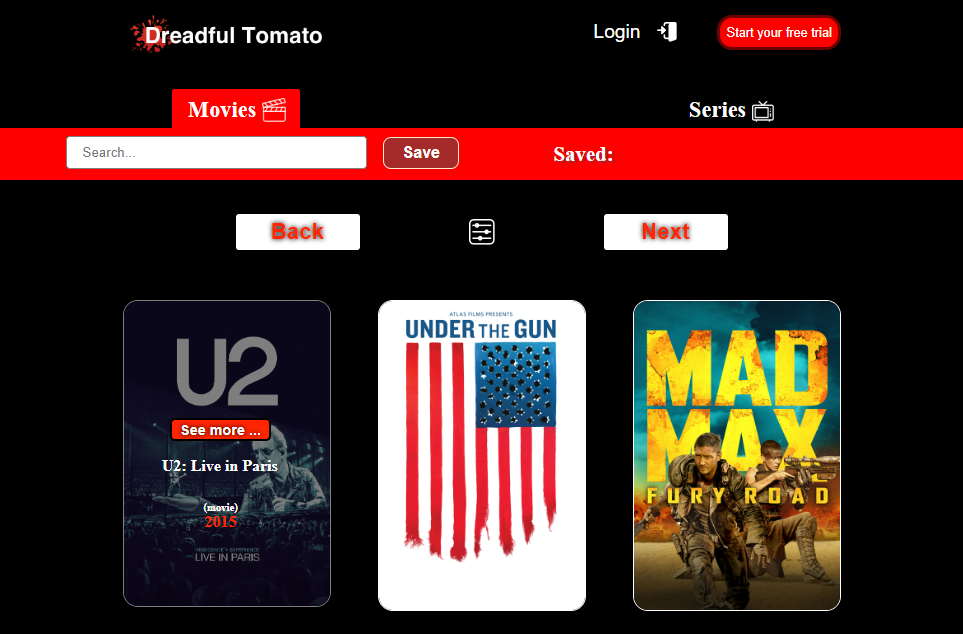 Dreadful Tomato
Login
Start your free trial
Movies
Series
Search...
Save
Saved:
Back
Next
U2
See more ...
U2: Live in Paris
(movie)
2015
INNOCENCE + EXPERIENCE
LIVE IN PARIS
ATLAS FILMS PRESENTS
UNDER THE GUN
MAD
MAX
FURY ROAD